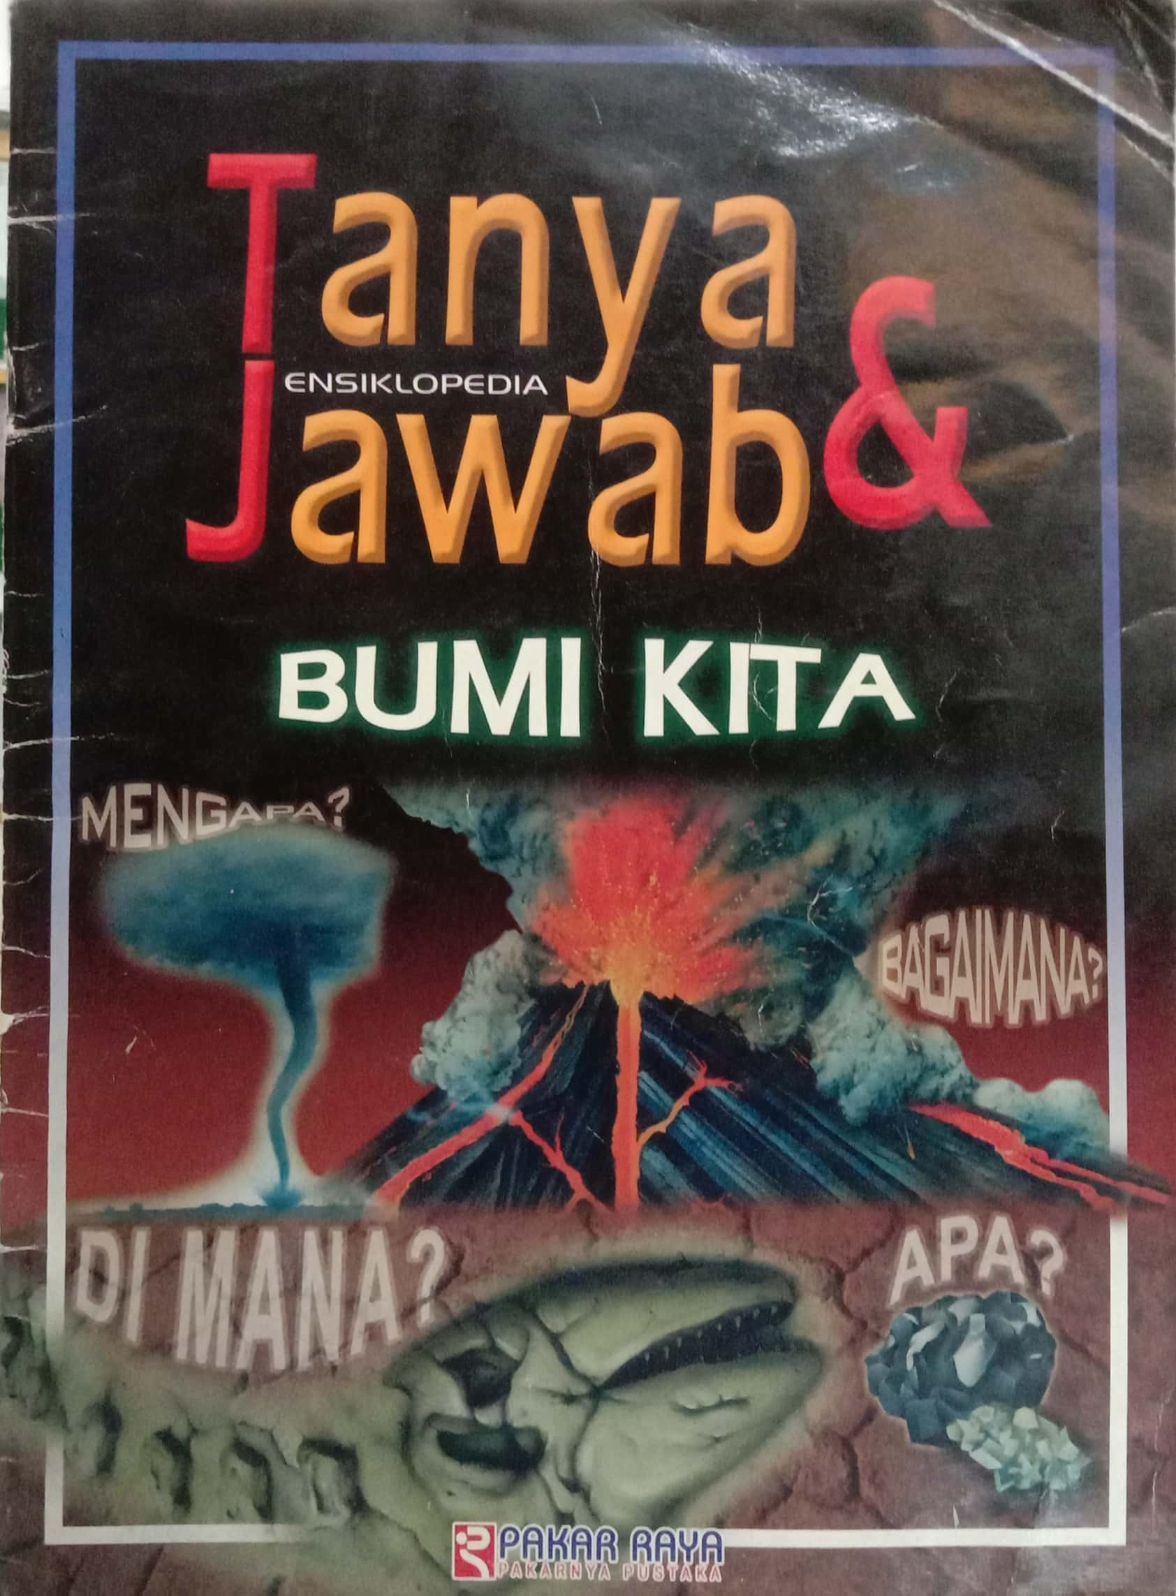 Tanya
ENSIKLOPEDIA
&
Jawab
BUMI KITA
MENGAPA?
BAGAIMANA?
DI MANA?
APA?
PAKAR RAYA
PAKARNYA PUSTAKA